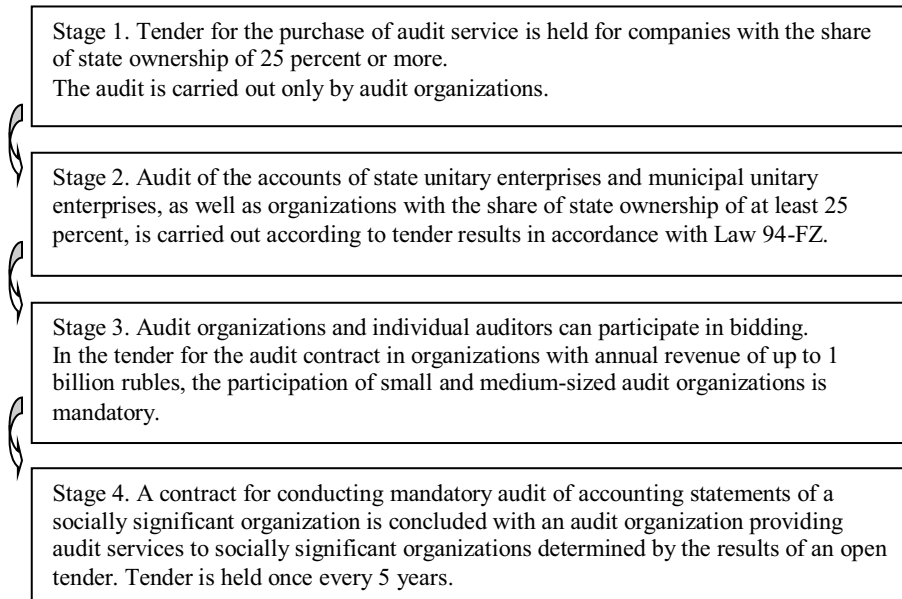 Stage 1. Tender for the purchase of audit service is held for companies with the share
of state ownership of 25 percent or more.
The audit is carried out only by audit organizations.
Stage 2. Audit of the accounts of state unitary enterprises and municipal unitary
enterprises, as well as organizations with the share of state ownership of at least 25
percent, is carried out according to tender results in accordance with Law 94-FZ.
Stage 3. Audit organizations and individual auditors can participate in bidding.
In the tender for the audit contract in organizations with annual revenue of up to 1
billion rubles, the participation of small and medium-sized audit organizations is
mandatory.
Stage 4. A contract for conducting mandatory audit of accounting statements of a
socially significant organization is concluded with an audit organization providing
audit services to socially significant organizations determined by the results of an open
tender. Tender is held once every 5 years.